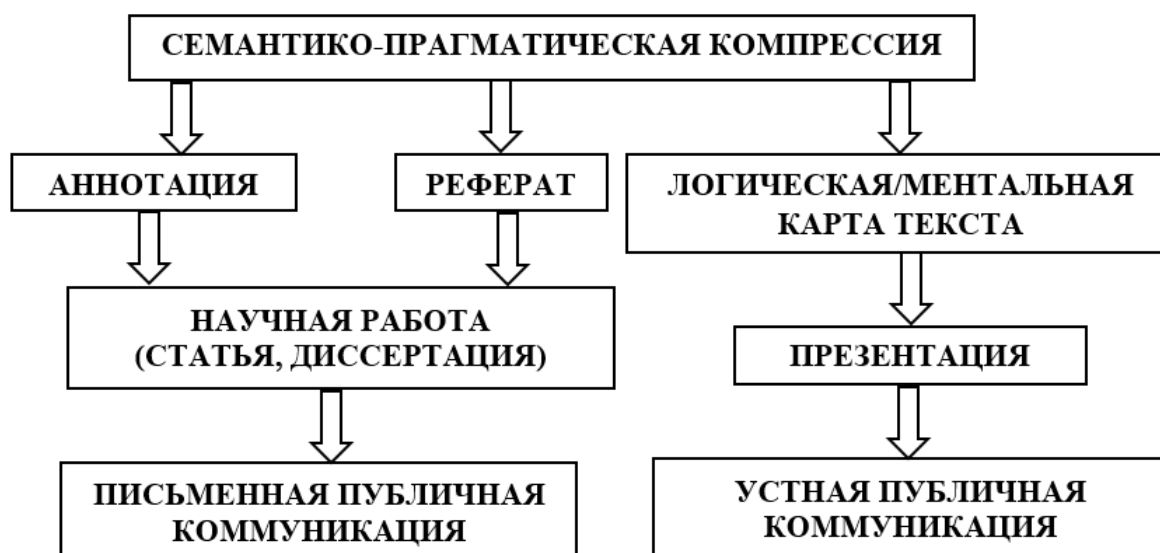 СЕМАНТИКО-ПРАГМАТИЧЕСКАЯ КОМПРЕССИЯ
АННОТАЦИЯ
РЕФЕРАТ
ЛОГИЧЕСКАЯ/МЕНТАЛЬНАЯ
КАРТА ТЕКСТА
НАУЧНАЯ РАБОТА
(СТАТЬЯ, ДИССЕРТАЦИЯ)
ПРЕЗЕНТАЦИЯ
ПИСЬМЕННАЯ ПУБЛИЧНАЯ
КОММУНИКАЦИЯ
УСТНАЯ ПУБЛИЧНАЯ
КОММУНИКАЦИЯ